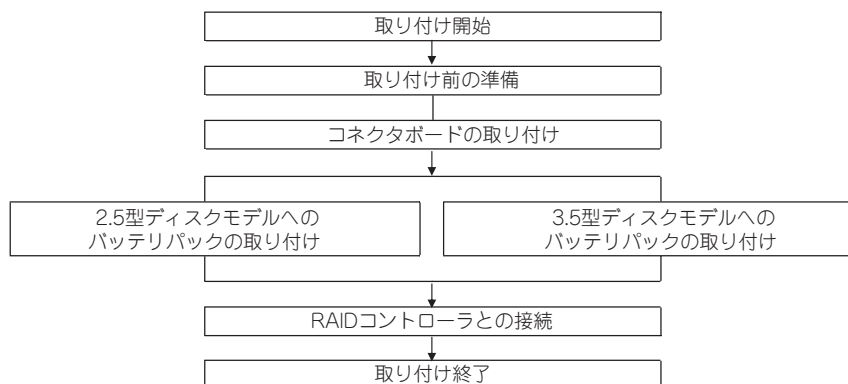 取り付け開始
取り付け前の準備
コネクタボードの取り付け
2.5型ディスクモデルへの
バッテリパックの取り付け
3.5型ディスクモデルへの
バッテリパックの取り付け
RAIDコントローラとの接続
取り付け終了